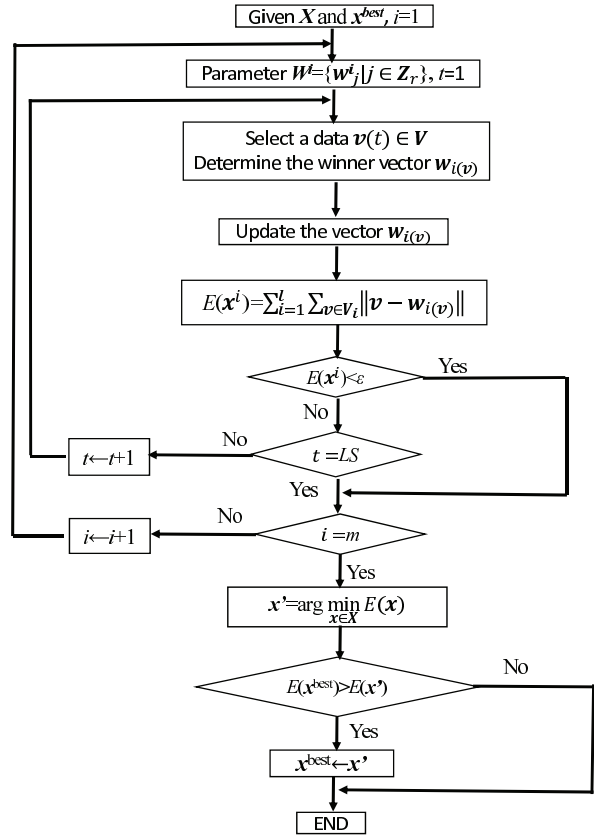 Given X and x^best, i=1
Parameter W^i={w^i_j|j ∈ Z_r}, t=1
Select a data v(t) ∈ V
Determine the winner vector w_i(v)
Update the vector w_i(v)
E(x^i)=∑_{i=1}^{l} ∑_{v∈V_i}‖v − w_i(v)‖
E(x^i)<ε
Yes
No
t =LS
No
t←t+1
Yes
i =m
No
i←i+1
Yes
x'=arg min E(x)
x∈X
E(x^best)>E(x')
No
Yes
x^best←x'
END